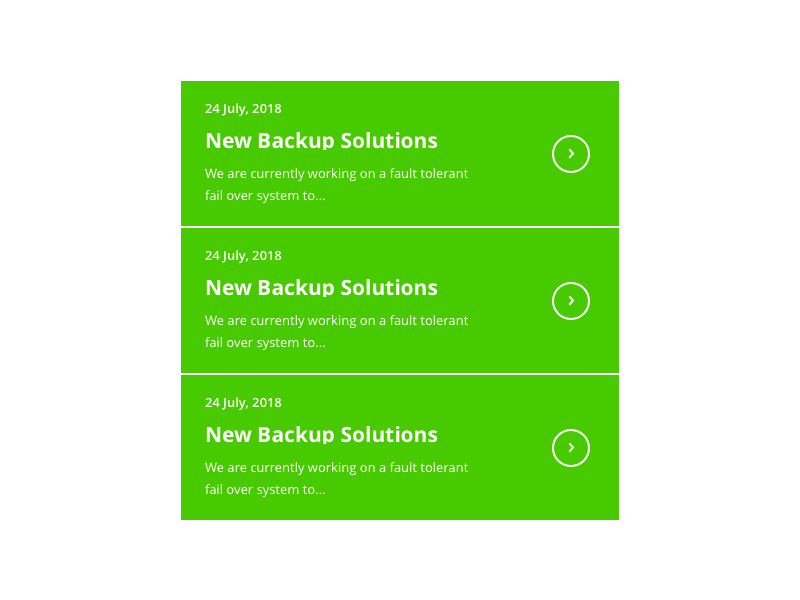 24 July, 2018
New Backup Solutions
We are currently working on a fault tolerant
fail over system to...
24 July, 2018
New Backup Solutions
We are currently working on a fault tolerant
fail over system to...
24 July, 2018
New Backup Solutions
We are currently working on a fault tolerant
fail over system to...